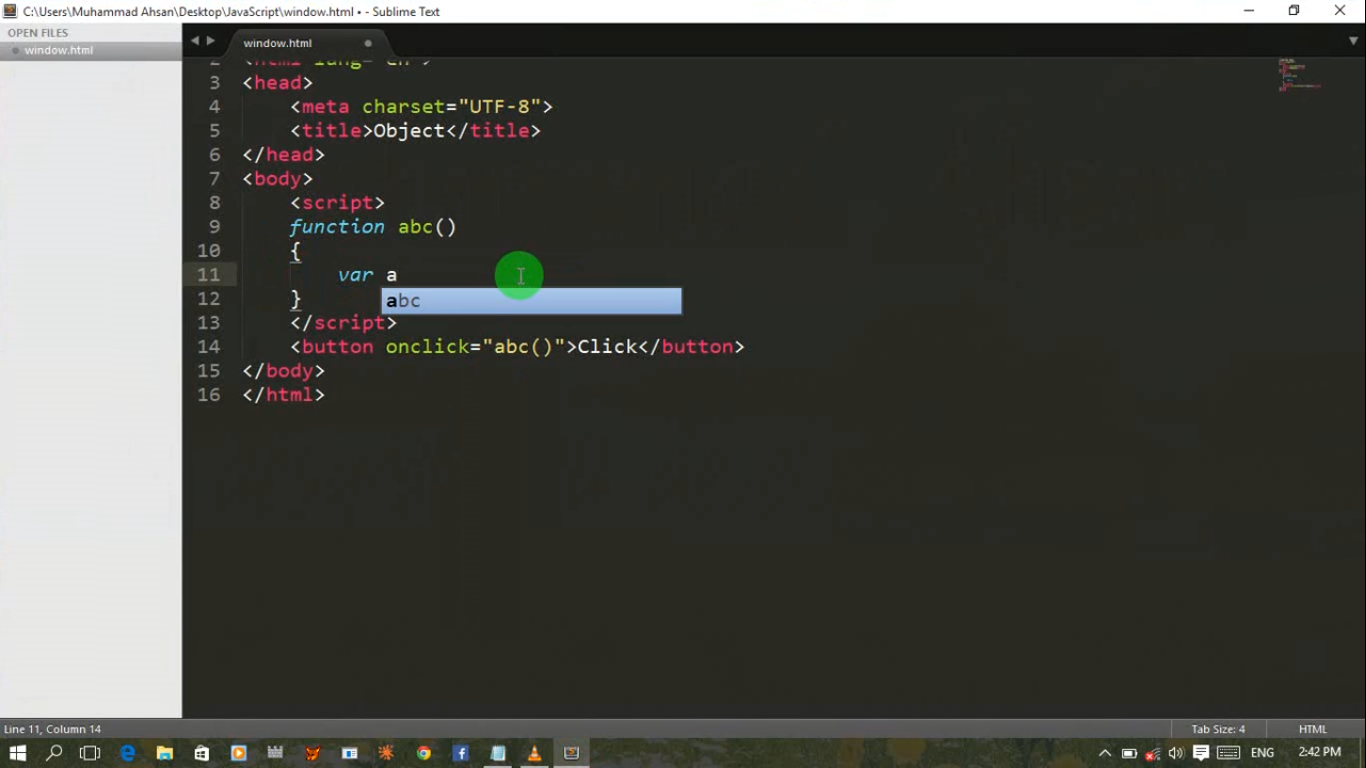 C:\Users\Muhammad Ahsan\Desktop\JavaScript\window.html • - Sublime Text
OPEN FILES
window.html
window.html
2 <html lang="en">
3 <head>
4 <meta charset="UTF-8">
5 <title>Object</title>
6 </head>
7 <body>
8 <script>
9 function abc()
10 {
11 var a
abc
12 }
13 </script>
14 <button onclick="abc()">Click</button>
15 </body>
16 </html>
Line 11, Column 14
Tab Size: 4
HTML
ENG
2:42 PM